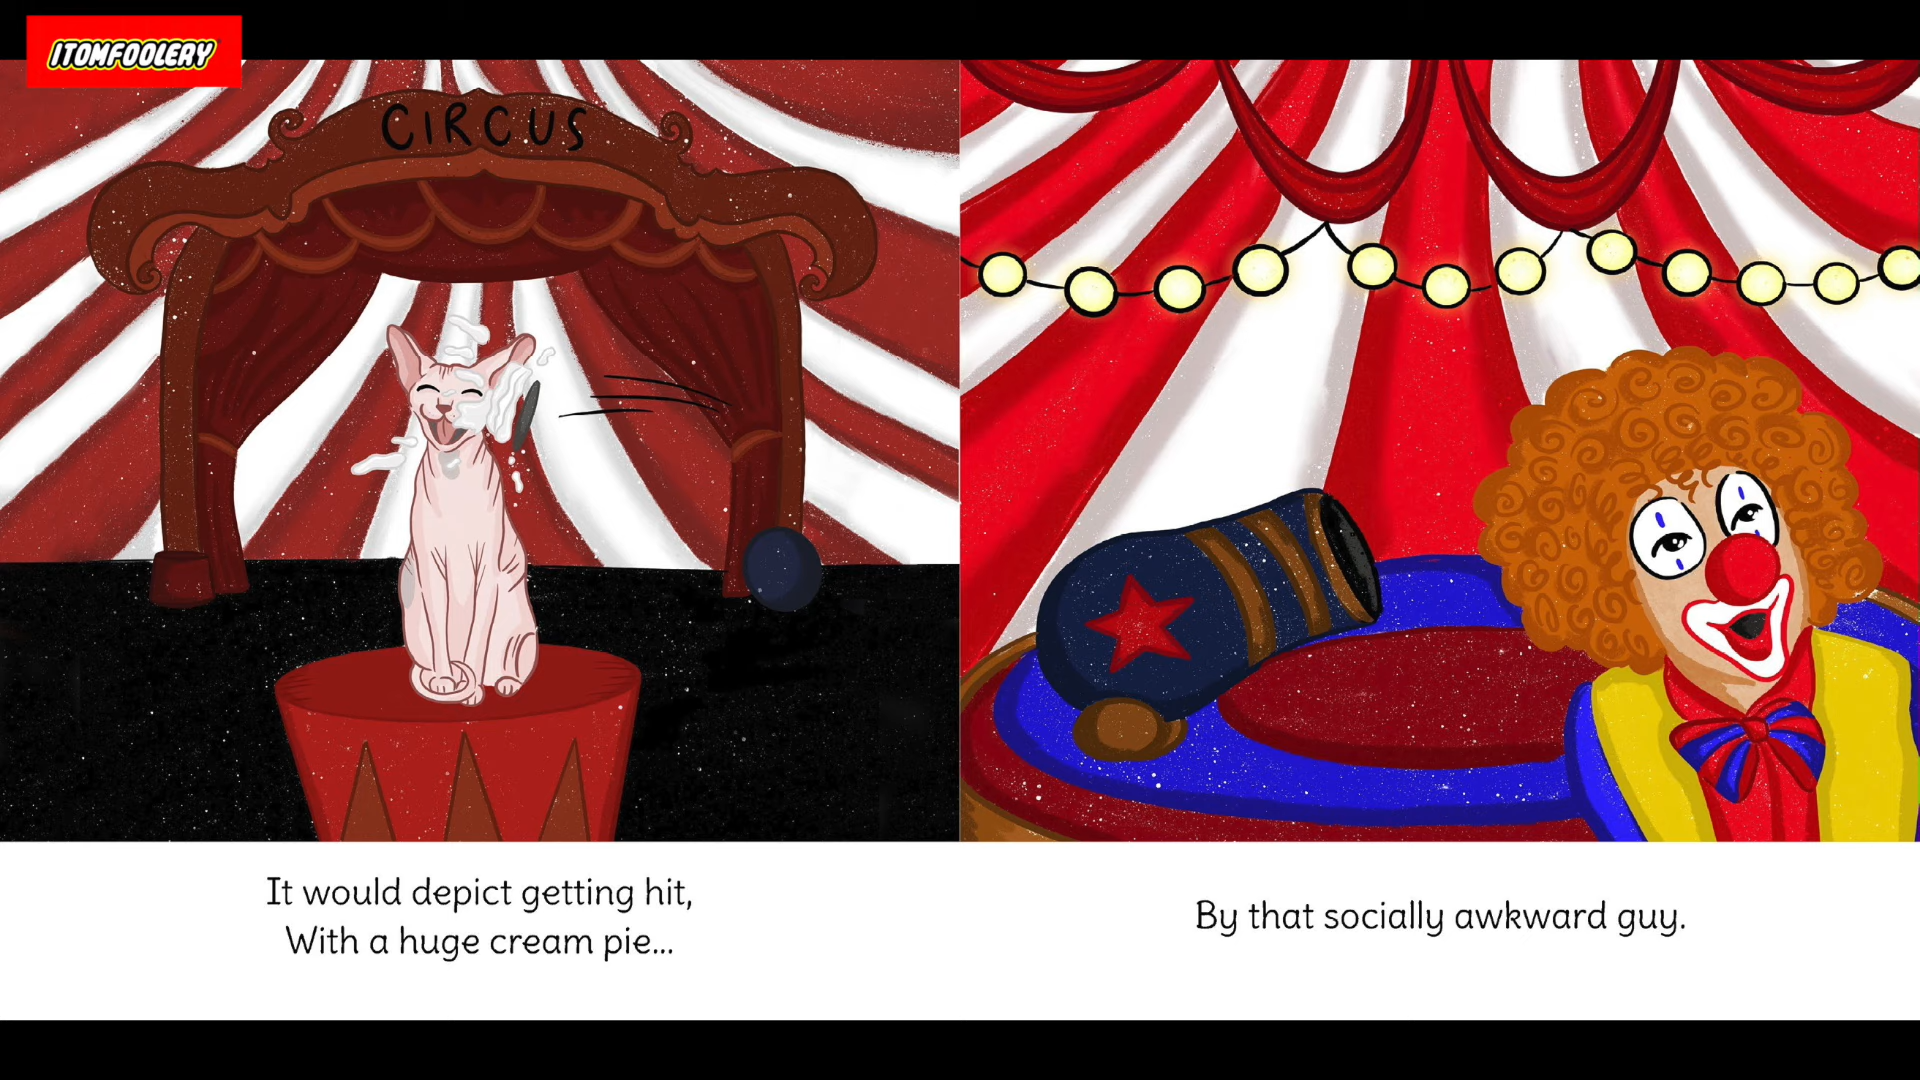 ITOMFOOLERY
CIRCUS
It would depict getting hit,
With a huge cream pie...
By that socially awkward guy.